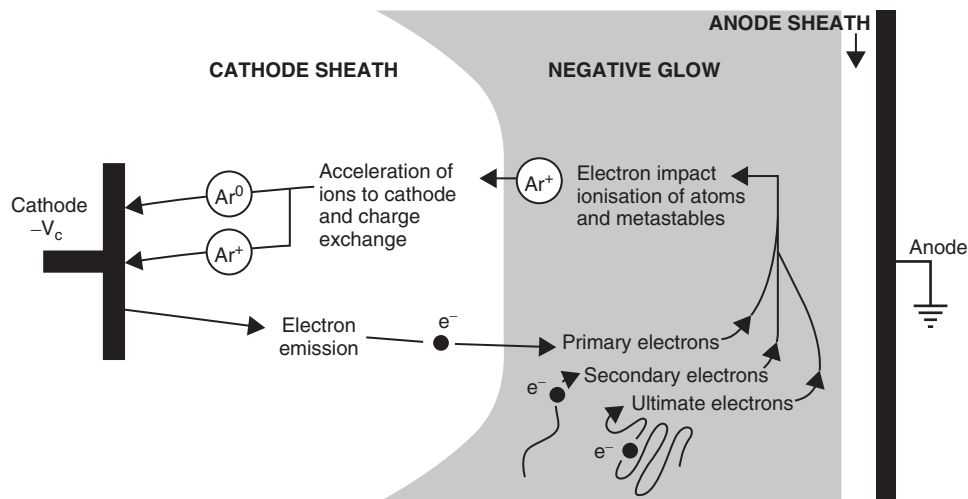 ANODE SHEATH
CATHODE SHEATH
NEGATIVE GLOW
Cathode
–Vc
Ar0
Ar+
Acceleration of
ions to cathode
and charge
exchange
Ar+
Electron impact
ionisation of atoms
and metastables
Anode
Electron
emission
e–
Primary electrons
e–
Secondary electrons
Ultimate electrons
e–